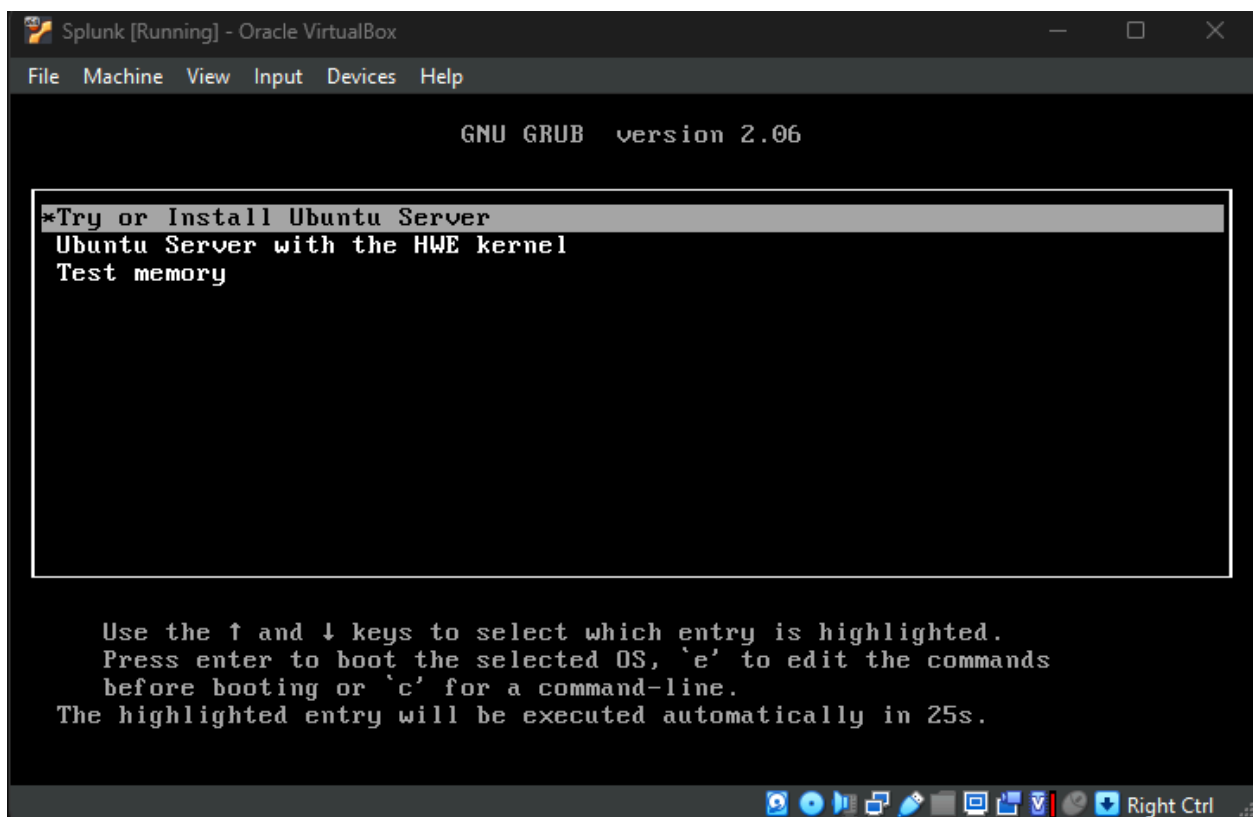 Splunk [Running] - Oracle VirtualBox
File Machine View Input Devices Help
GNU GRUB version 2.06
*Try or Install Ubuntu Server
Ubuntu Server with the HWE kernel
Test memory
Use the ↑ and ↓ keys to select which entry is highlighted.
Press enter to boot the selected OS, `e' to edit the commands
before booting or `c' for a command-line.
The highlighted entry will be executed automatically in 25s.
Right Ctrl